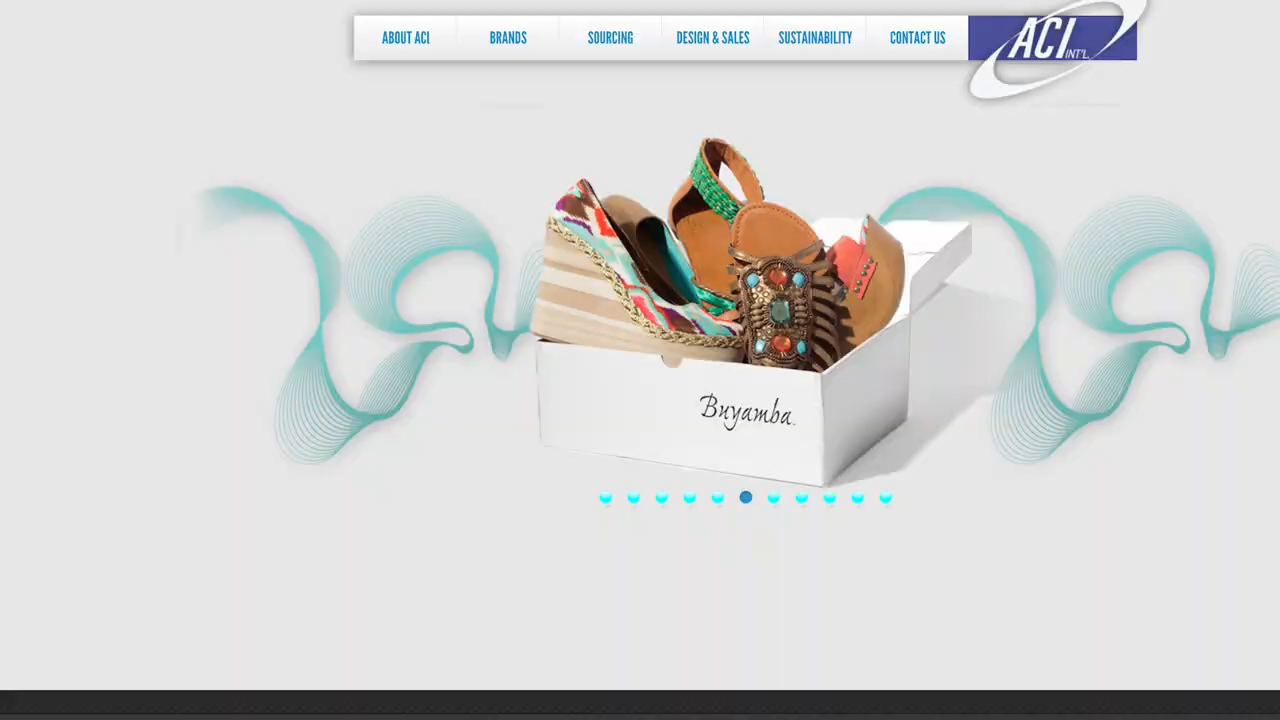 ABOUT ACI
BRANDS
SOURCING
DESIGN & SALES
SUSTAINABILITY
CONTACT US
ACI INT'L.
Buyamba.